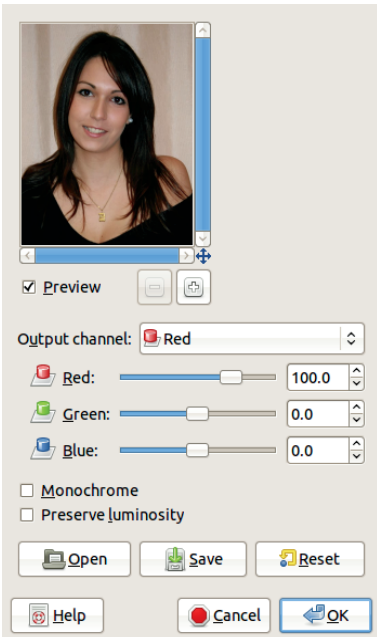 Preview
Output channel: Red
Red: 100.0
Green: 0.0
Blue: 0.0
Monochrome
Preserve luminosity
Open Save Reset
Help Cancel OK